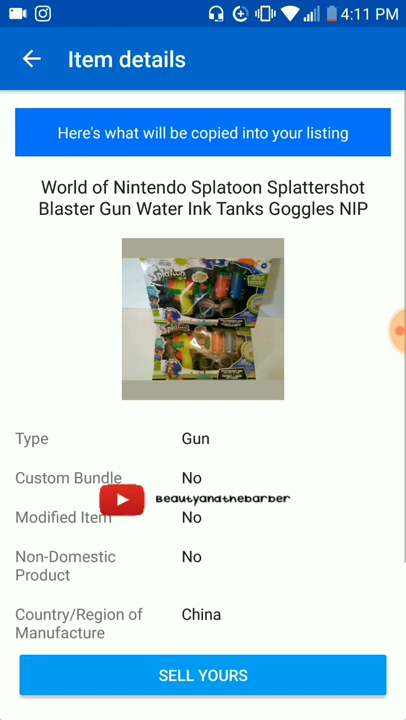 4:11 PM
Item details
Here's what will be copied into your listing
World of Nintendo Splatoon Splattershot
Blaster Gun Water Ink Tanks Goggles NIP
Splatoon
Splatoon
Type Gun
Custom Bundle No
Beautyandthebarber
Modified Item No
Non-Domestic No
Product
Country/Region of China
Manufacture
SELL YOURS